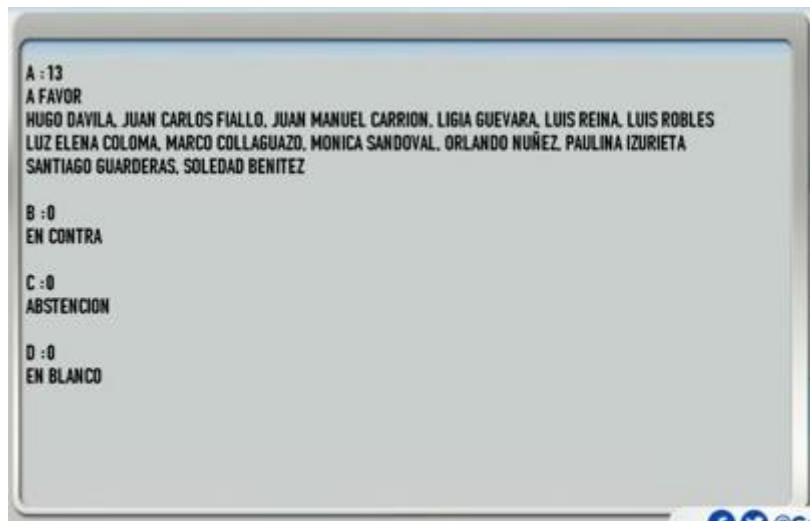 A :13
A FAVOR
HUGO DAVILA, JUAN CARLOS FIALLO, JUAN MANUEL CARRION, LIGIA GUEVARA, LUIS REINA, LUIS ROBLES
LUZ ELENA COLOMA, MARCO COLLAGUAZO, MONICA SANDOVAL, ORLANDO NUÑEZ, PAULINA IZURIETA
SANTIAGO GUARDERAS, SOLEDAD BENITEZ
B :0
EN CONTRA
C :0
ABSTENCION
D :0
EN BLANCO